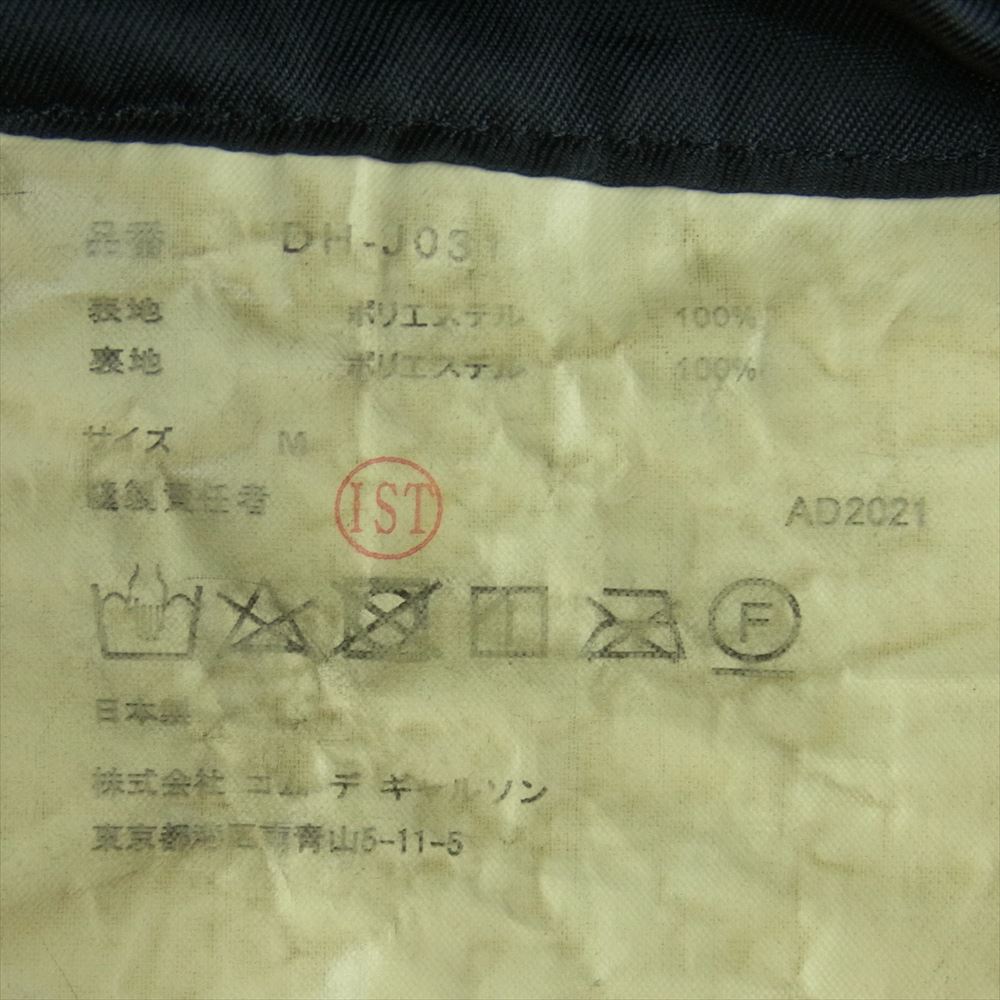 品番 DH-J031
表地 ポリエステル 100%
裏地 ポリエステル 100%
サイズ M
縫製責任者 IST AD2021
F
日本製
株式会社 コム デ ギャルソン
東京都港区南青山5-11-5